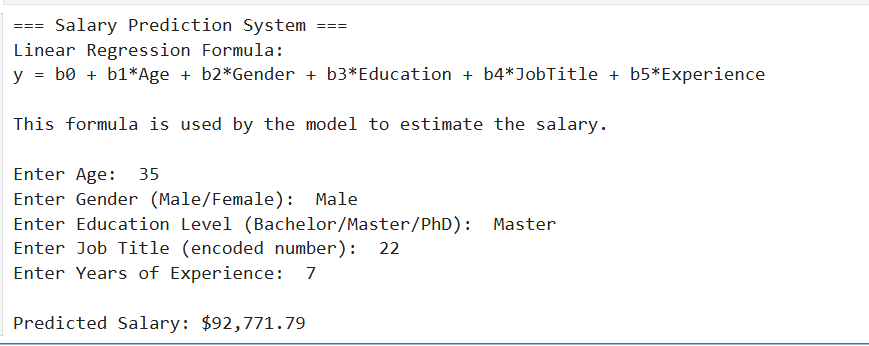 === Salary Prediction System ===
Linear Regression Formula:
y = b0 + b1*Age + b2*Gender + b3*Education + b4*JobTitle + b5*Experience
This formula is used by the model to estimate the salary.
Enter Age:  35
Enter Gender (Male/Female):  Male
Enter Education Level (Bachelor/Master/PhD):  Master
Enter Job Title (encoded number):  22
Enter Years of Experience:  7
Predicted Salary: $92,771.79